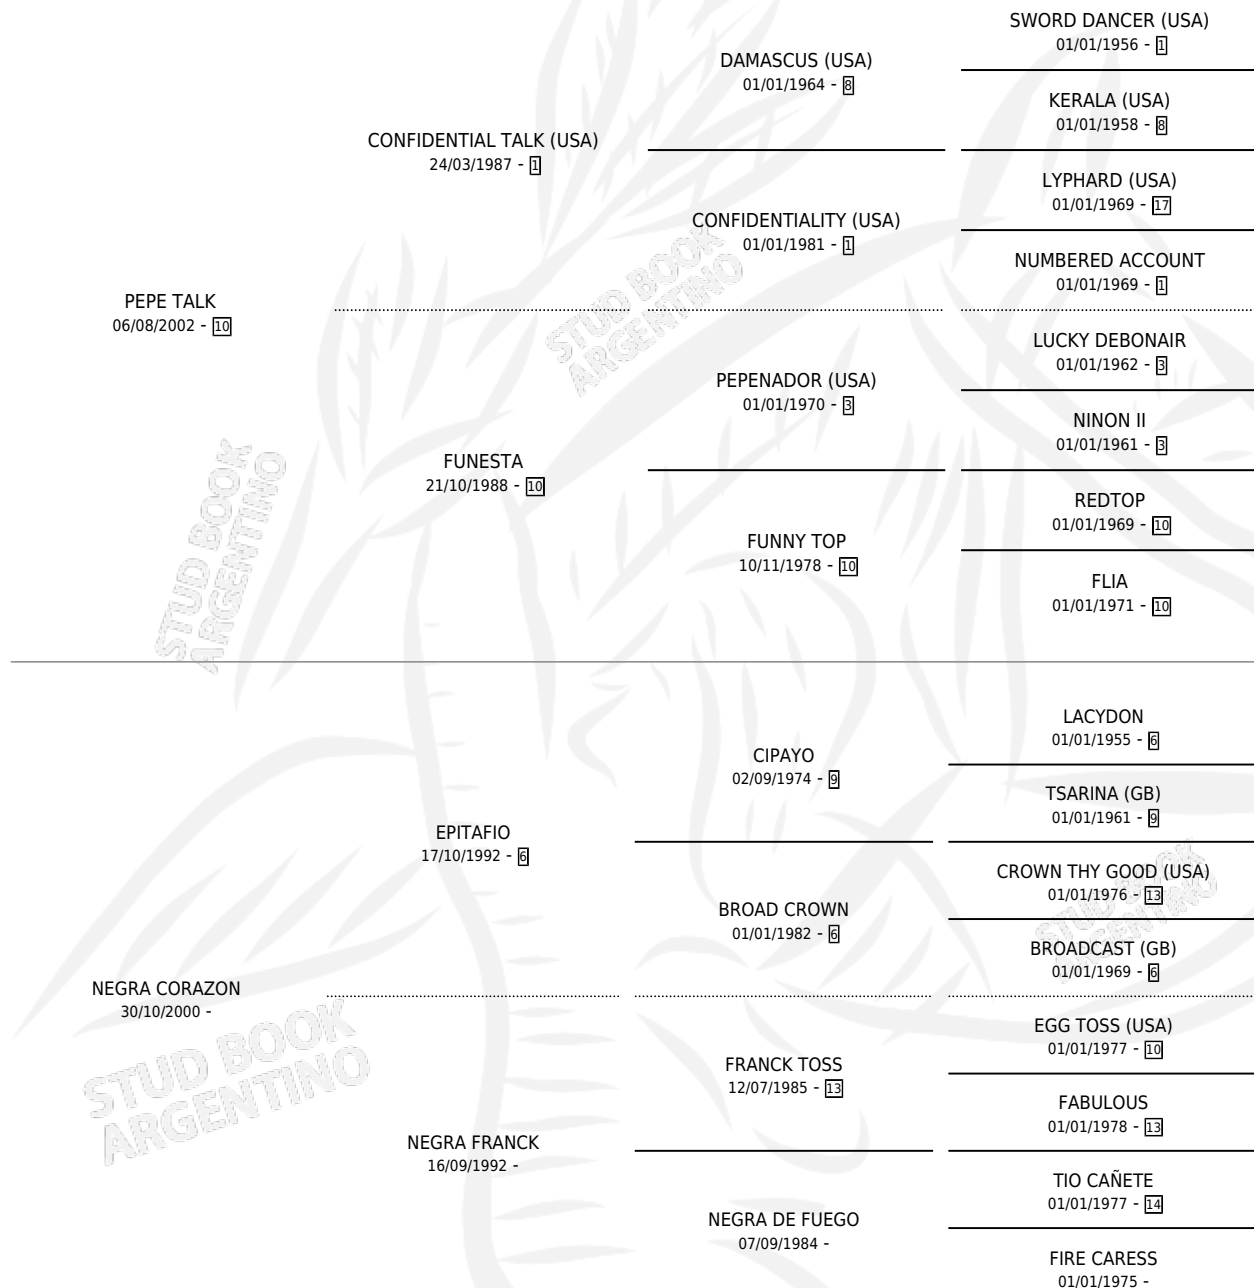 SWORD DANCER (USA)
01/01/1956 - 1
DAMASCUS (USA)
01/01/1964 - 8
KERALA (USA)
01/01/1958 - 8
CONFIDENTIAL TALK (USA)
24/03/1987 - 1
LYPHARD (USA)
01/01/1969 - 17
CONFIDENTIALITY (USA)
01/01/1981 - 1
NUMBERED ACCOUNT
01/01/1969 - 1
PEPE TALK
06/08/2002 - 10
LUCKY DEBONAIR
01/01/1962 - 3
PEPENADOR (USA)
01/01/1970 - 3
NINON II
01/01/1961 - 3
FUNESTA
21/10/1988 - 10
REDTOP
01/01/1969 - 10
FUNNY TOP
10/11/1978 - 10
FLIA
01/01/1971 - 10
LACYDON
01/01/1955 - 6
CIPAYO
02/09/1974 - 9
TSARINA (GB)
01/01/1961 - 9
EPITAFIO
17/10/1992 - 6
CROWN THY GOOD (USA)
01/01/1976 - 13
BROAD CROWN
01/01/1982 - 6
BROADCAST (GB)
01/01/1969 - 6
NEGRA CORAZON
30/10/2000 -
EGG TOSS (USA)
01/01/1977 - 10
FRANCK TOSS
12/07/1985 - 13
FABULOUS
01/01/1978 - 13
NEGRA FRANCK
16/09/1992 -
TIO CAÑETE
01/01/1977 - 14
NEGRA DE FUEGO
07/09/1984 -
FIRE CARESS
01/01/1975 -
STUD BOOK
ARGENTINO
STUD BOOK
ARGENTINO
STUD BOOK
ARGENTINO
STUD BOOK
ARGENTINO